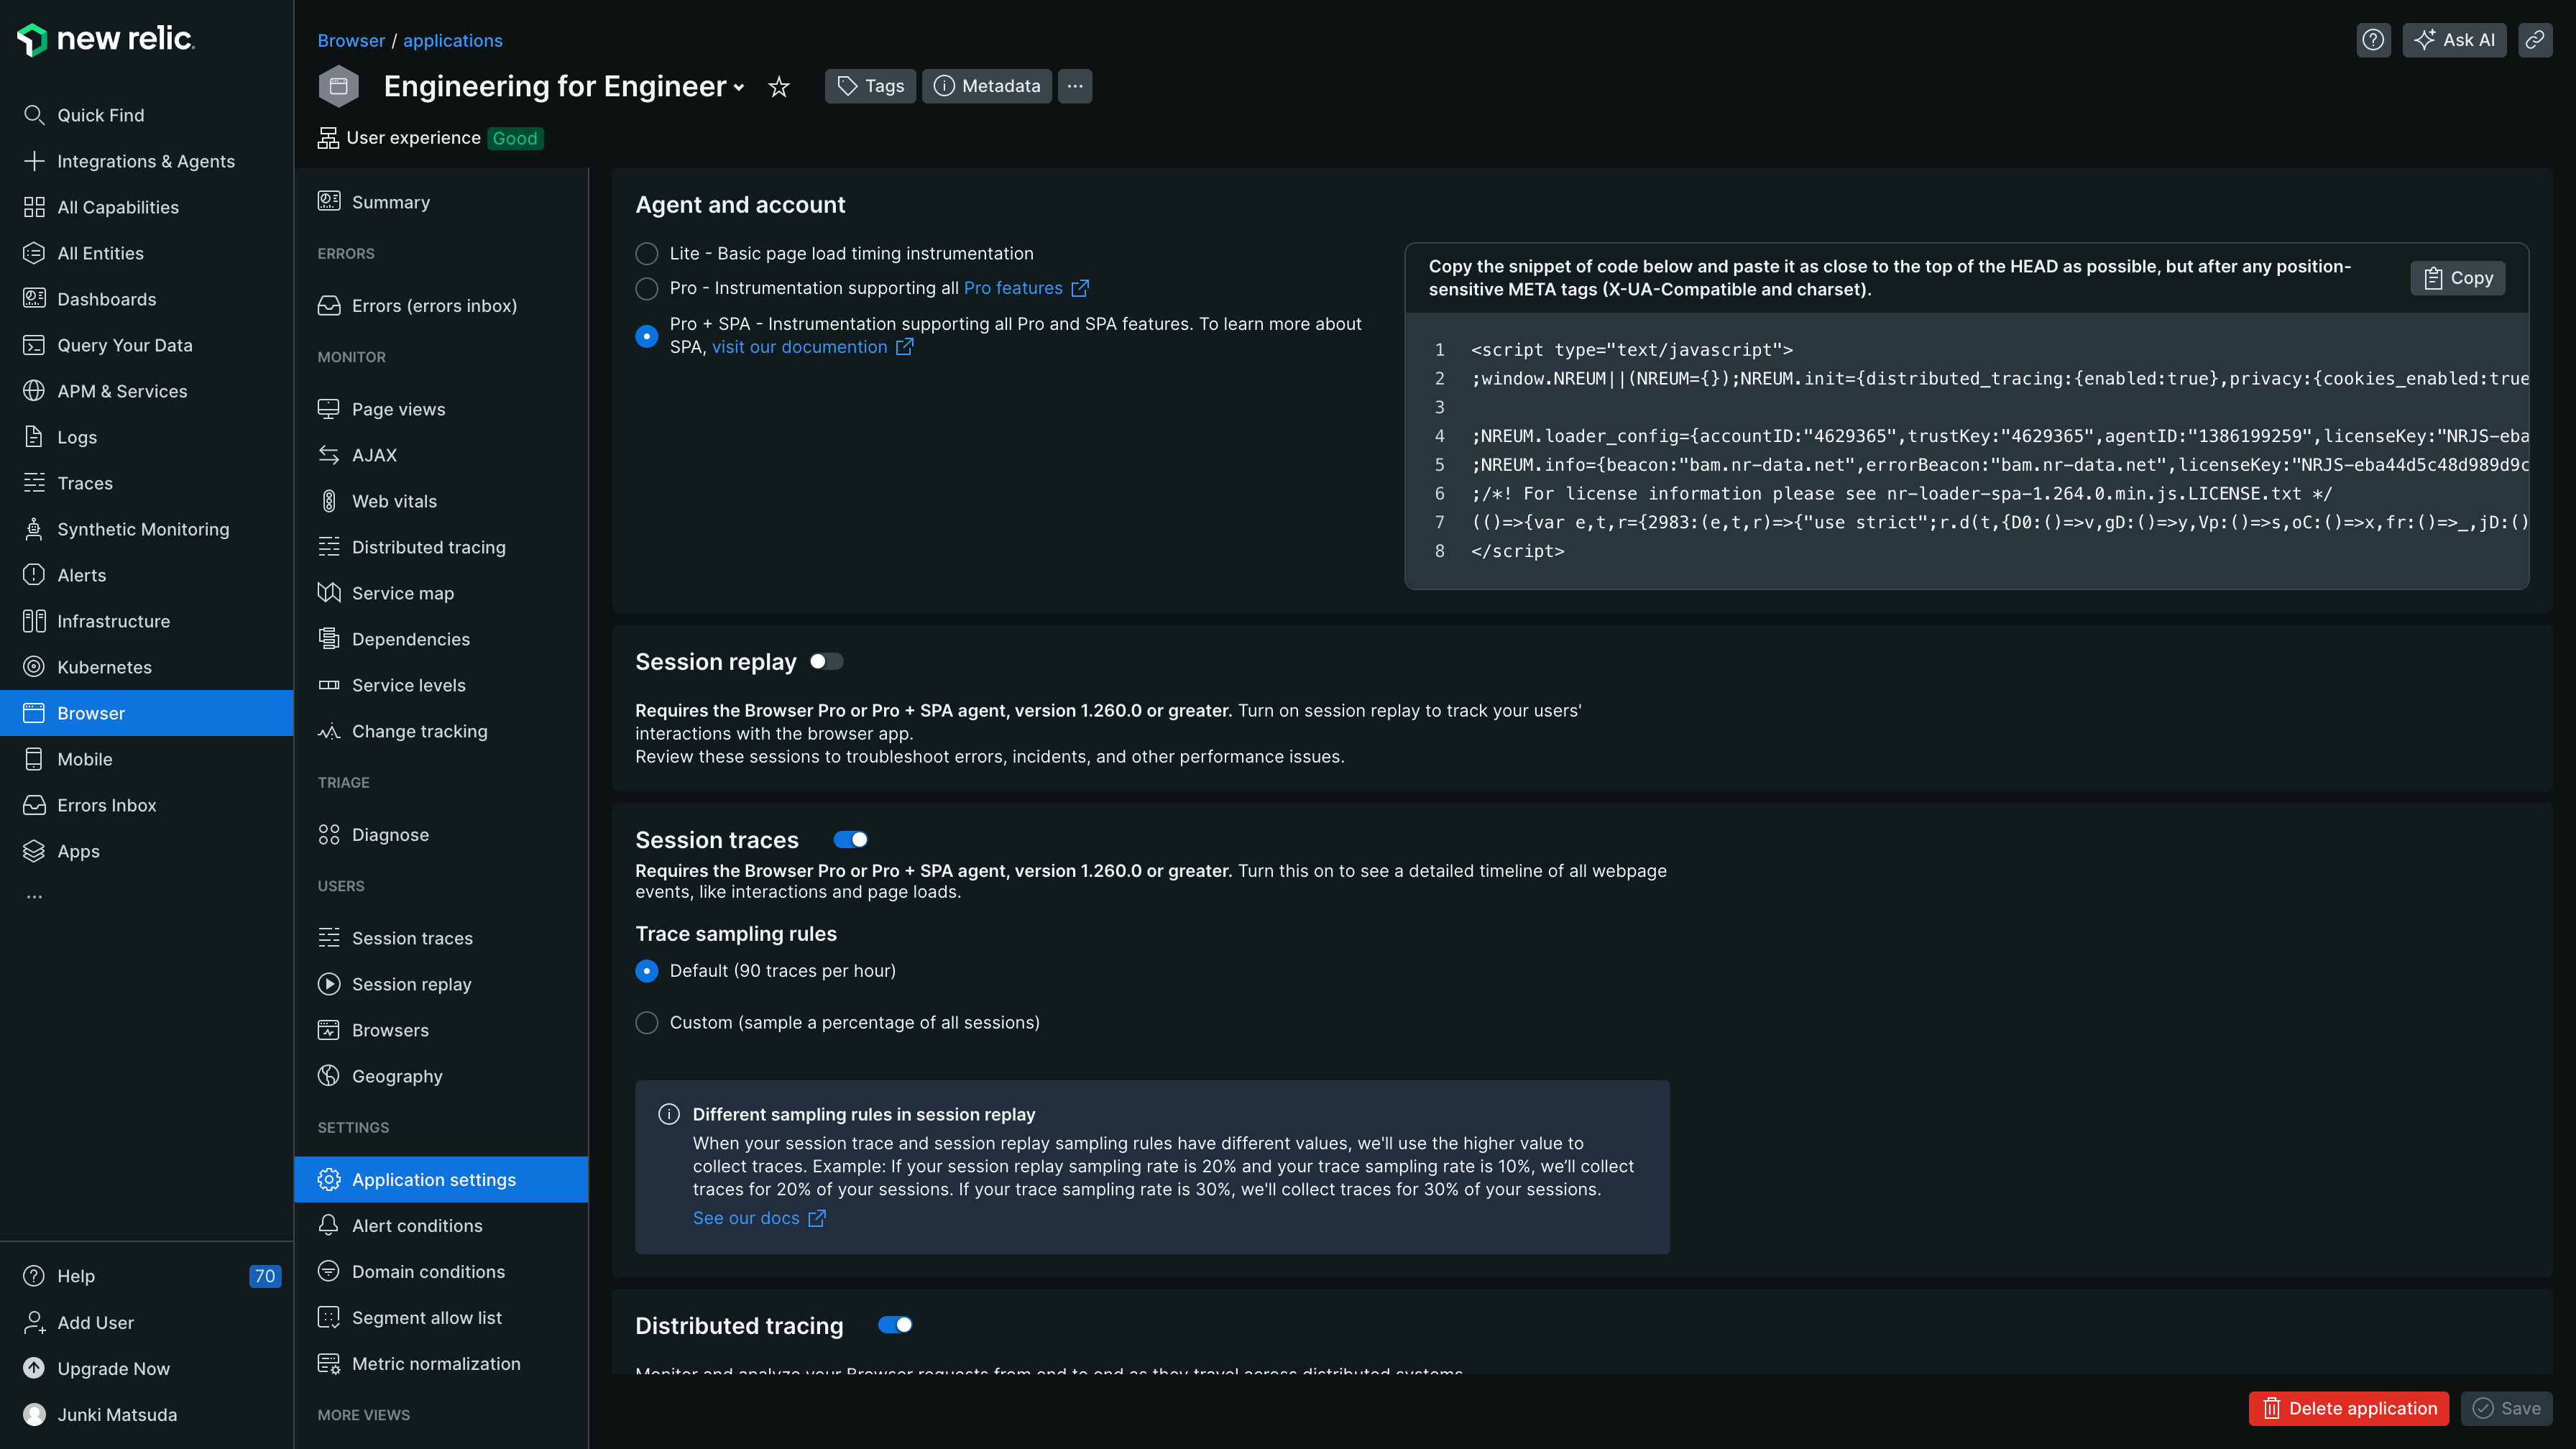 new relic.
Quick Find
Integrations & Agents
All Capabilities
All Entities
Dashboards
Query Your Data
APM & Services
Logs
Traces
Synthetic Monitoring
Alerts
Infrastructure
Kubernetes
Browser
Mobile
Errors Inbox
Apps
...
Help 70
Add User
Upgrade Now
Junki Matsuda
Browser / applications
Ask AI
Engineering for Engineer
Tags
Metadata
...
User experience Good
Summary
ERRORS
Errors (errors inbox)
MONITOR
Page views
AJAX
Web vitals
Distributed tracing
Service map
Dependencies
Service levels
Change tracking
TRIAGE
Diagnose
USERS
Session traces
Session replay
Browsers
Geography
SETTINGS
Application settings
Alert conditions
Domain conditions
Segment allow list
Metric normalization
MORE VIEWS
Agent and account
Lite - Basic page load timing instrumentation
Pro - Instrumentation supporting all Pro features
Pro + SPA - Instrumentation supporting all Pro and SPA features. To learn more about
SPA, visit our documention
Copy the snippet of code below and paste it as close to the top of the HEAD as possible, but after any position-
sensitive META tags (X-UA-Compatible and charset).
Copy
1 <script type="text/javascript">
2 ;window.NREUM||(NREUM={});NREUM.init={distributed_tracing:{enabled:true},privacy:{cookies_enabled:true
3
4 ;NREUM.loader_config={accountID:"4629365",trustKey:"4629365",agentID:"1386199259",licenseKey:"NRJS-eba
5 ;NREUM.info={beacon:"bam.nr-data.net",errorBeacon:"bam.nr-data.net",licenseKey:"NRJS-eba44d5c48d989d9c
6 ;/*! For license information please see nr-loader-spa-1.264.0.min.js.LICENSE.txt */
7 (()=>{var e,t,r={2983:(e,t,r)=>{"use strict";r.d(t,{D0:()=>v,gD:()=>y,Vp:()=>s,oC:()=>x,fr:()=>_,jD:()
8 </script>
Session replay
Requires the Browser Pro or Pro + SPA agent, version 1.260.0 or greater. Turn on session replay to track your users'
interactions with the browser app.
Review these sessions to troubleshoot errors, incidents, and other performance issues.
Session traces
Requires the Browser Pro or Pro + SPA agent, version 1.260.0 or greater. Turn this on to see a detailed timeline of all webpage
events, like interactions and page loads.
Trace sampling rules
Default (90 traces per hour)
Custom (sample a percentage of all sessions)
Different sampling rules in session replay
When your session trace and session replay sampling rules have different values, we'll use the higher value to
collect traces. Example: If your session replay sampling rate is 20% and your trace sampling rate is 10%, we’ll collect
traces for 20% of your sessions. If your trace sampling rate is 30%, we'll collect traces for 30% of your sessions.
See our docs
Distributed tracing
Monitor and analyze your Browser requests from end to end as they travel across distributed systems.
Delete application
Save